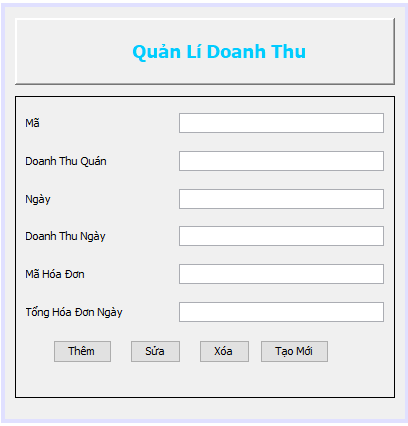 Quản Lí Doanh Thu
Mã
Doanh Thu Quán
Ngày
Doanh Thu Ngày
Mã Hóa Đơn
Tổng Hóa Đơn Ngày
Thêm Sửa Xóa Tạo Mới